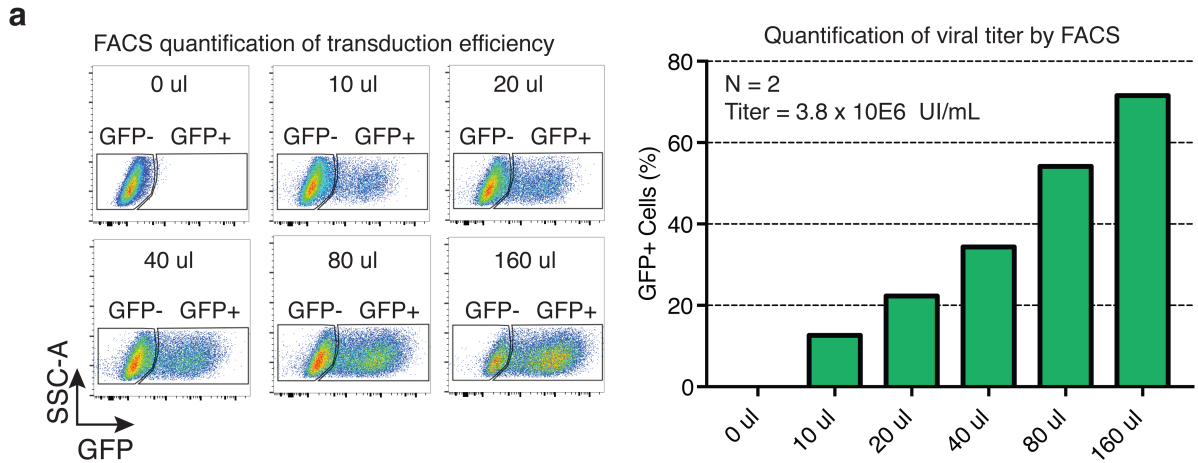 a
FACS quantification of transduction efficiency
0 ul
GFP- GFP+
10 ul
GFP- GFP+
20 ul
GFP- GFP+
40 ul
GFP- GFP+
80 ul
GFP- GFP+
160 ul
GFP- GFP+
SSC-A
GFP
Quantification of viral titer by FACS
N = 2
Titer = 3.8 x 10E6 UI/mL
GFP+ Cells (%)
80
60
40
20
0
0 ul
10 ul
20 ul
40 ul
80 ul
160 ul